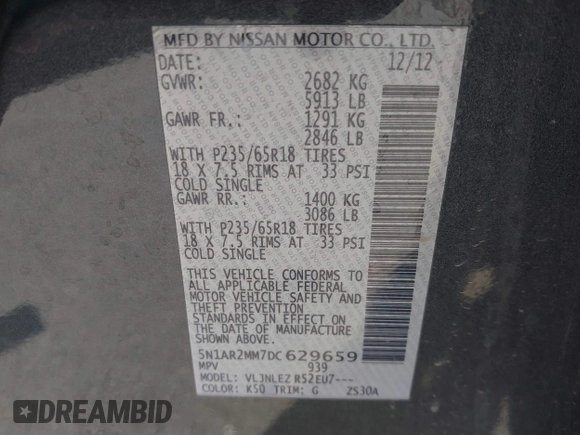 MFD BY NISSAN MOTOR CO., LTD.
DATE: 12/12
GVWR: 2682 KG
5913 LB
GAWR FR.: 1291 KG
2846 LB
WITH P235/65R18 TIRES
18 X 7.5 RIMS AT 33 PSI
COLD SINGLE
GAWR RR.: 1400 KG
3086 LB
WITH P235/65R18 TIRES
18 X 7.5 RIMS AT 33 PSI
COLD SINGLE
THIS VEHICLE CONFORMS TO
ALL APPLICABLE FEDERAL
MOTOR VEHICLE SAFETY AND
THEFT PREVENTION
STANDARDS IN EFFECT ON
THE DATE OF MANUFACTURE
SHOWN ABOVE.
5N1AR2MM7DC629659
MPV 939
MODEL: VLJNLEZ R52EU7---
COLOR: K50 TRIM: G 2S30A
AUTOHELPERBOT.COM